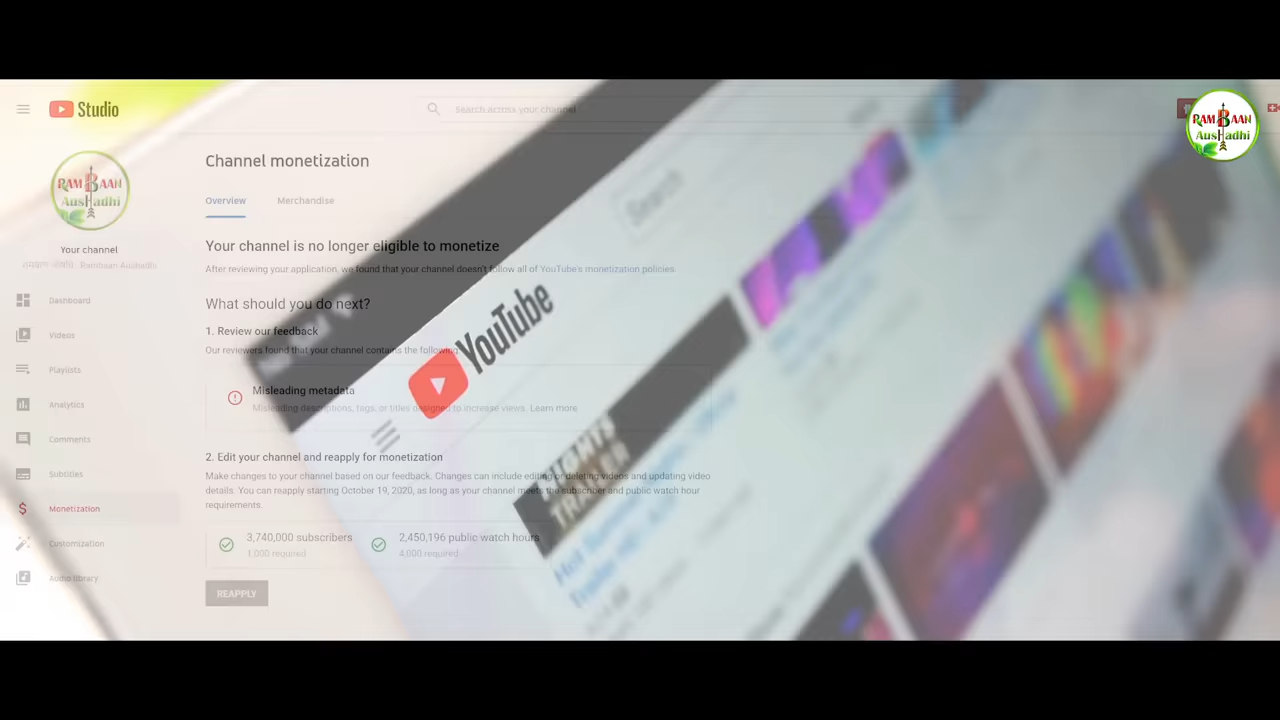 Studio
Search across your channel
RAMBAAN
AusHadhi
RAMBAAN
AusHadhi
Channel monetization
Overview
Merchandise
Your channel is no longer eligible to monetize
After reviewing your application, we found that your channel doesn't follow all of YouTube's monetization policies.
What should you do next?
1. Review our feedback
Our reviewers found that your channel contains the following
Misleading metadata
Misleading descriptions, tags, or titles designed to increase views. Learn more
2. Edit your channel and reapply for monetization
Make changes to your channel based on our feedback. Changes can include editing or deleting videos and updating video
details. You can reapply starting October 19, 2020, as long as your channel meets the subscriber and public watch hour
requirements.
3,740,000 subscribers
1,000 required
2,450,196 public watch hours
4,000 required
REAPPLY
Your channel
Rambaan Aushadhi
Dashboard
Videos
Playlists
Analytics
Comments
Subtitles
Monetization
Customization
Audio library
YouTube
Search
TRAILER